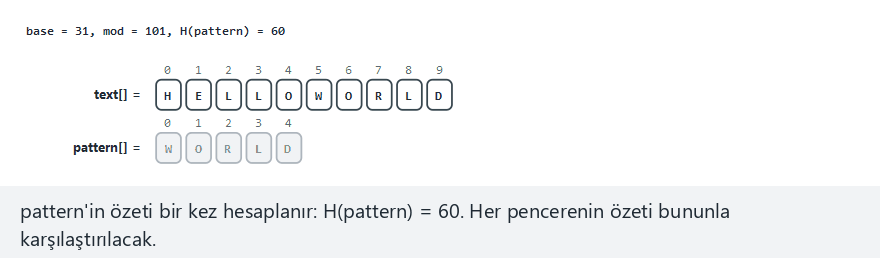 base = 31, mod = 101, H(pattern) = 60
0 1 2 3 4 5 6 7 8 9
text[] = H E L L O W O R L D
0 1 2 3 4
pattern[] = W O R L D
pattern'in özeti bir kez hesaplanır: H(pattern) = 60. Her pencerenin özeti bununla
karşılaştırılacak.